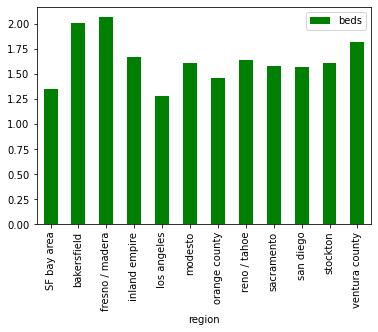 beds
2.00
1.75
1.50
1.25
1.00
0.75
0.50
0.25
0.00
SF bay area
bakersfield
fresno / madera
inland empire
los angeles
modesto
orange county
reno / tahoe
sacramento
san diego
stockton
ventura county
region